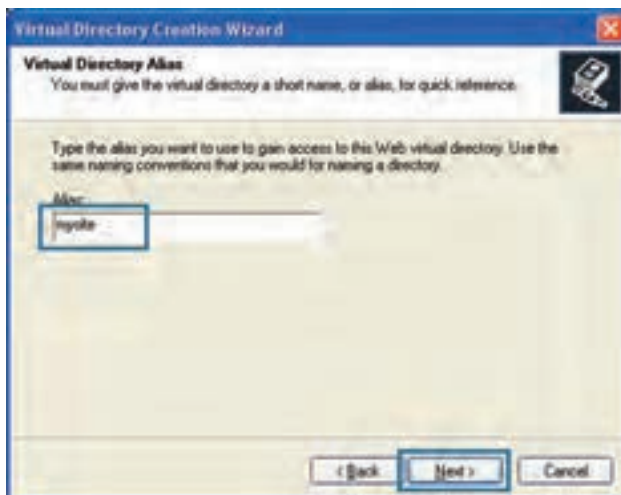 Virtual Directory Creation Wizard
Virtual Directory Alias
You must give the virtual directory a short name, or alias, for quick reference.
Type the alias you want to use to gain access to this Web virtual directory. Use the
same naming conventions that you would for naming a directory.
Alias:
mysite
< Back
Next >
Cancel